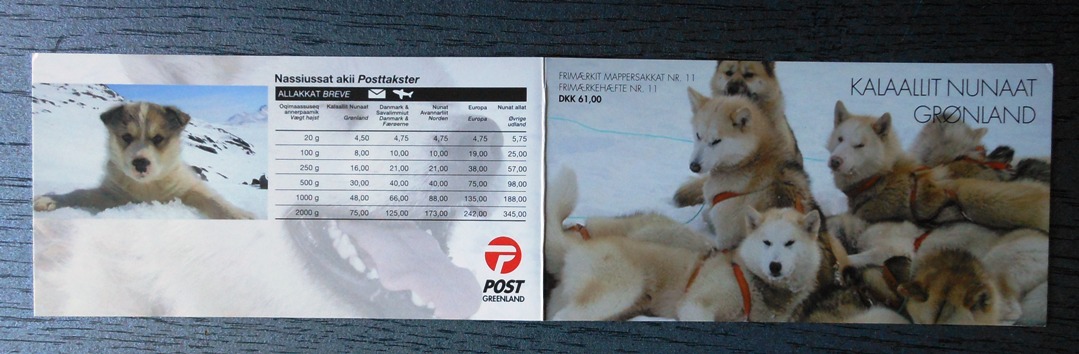 Nassiussat akii Posttakster
ALLAKKAT BREVE
Oqimaassuseq annerpaamik Vægt højst Kalaallit Nunaat Grønland Danmark & Savalimmiut Danmark & Færøerne Nunat Avannarliit Norden Europa Europa Nunat allat Øvrige udland
20 g 4,50 4,75 4,75 4,75 5,75
100 g 8,00 10,00 10,00 19,00 25,00
250 g 16,00 21,00 21,00 38,00 57,00
500 g 30,00 40,00 40,00 75,00 98,00
1000 g 48,00 66,00 88,00 135,00 188,00
2000 g 75,00 125,00 173,00 242,00 345,00
POST
GREENLAND
FRIMÆRKIT MAPPERSAKKAT NR. 11
FRIMÆRKEHÆFTE NR. 11
DKK 61,00
KALAALLIT NUNAAT
GRØNLAND